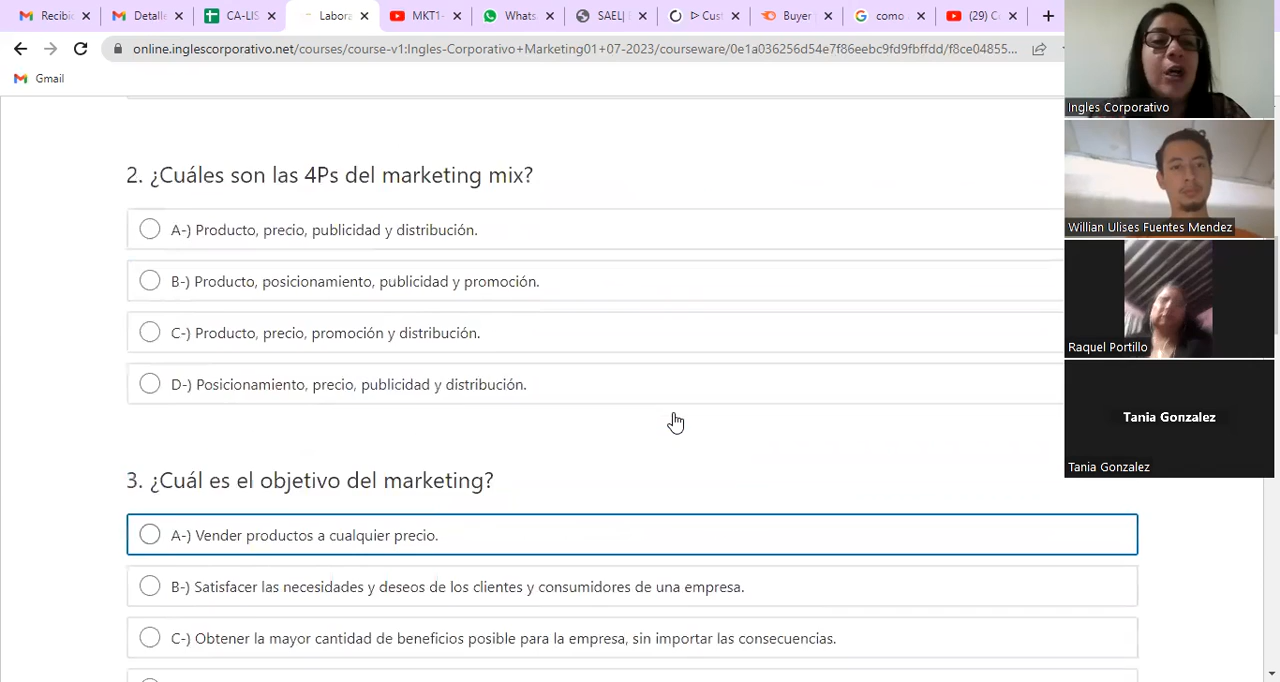 Recibic
Detalle
CA-LIS
Labora
MKT1-
Whats
SAEL|
▷ Cur
Buyer
como
(29) Cu
online.inglescorporativo.net/courses/course-v1:Ingles-Corporativo+Marketing01+07-2023/courseware/0e1a036256d54e7f86eebc9fd9fbffdd/f8ce04855...
Gmail
2. ¿Cuáles son las 4Ps del marketing mix?
A-) Producto, precio, publicidad y distribución.
B-) Producto, posicionamiento, publicidad y promoción.
C-) Producto, precio, promoción y distribución.
D-) Posicionamiento, precio, publicidad y distribución.
3. ¿Cuál es el objetivo del marketing?
A-) Vender productos a cualquier precio.
B-) Satisfacer las necesidades y deseos de los clientes y consumidores de una empresa.
C-) Obtener la mayor cantidad de beneficios posible para la empresa, sin importar las consecuencias.
Ingles Corporativo
Willian Ulises Fuentes Mendez
Raquel Portillo
Tania Gonzalez
Tania Gonzalez